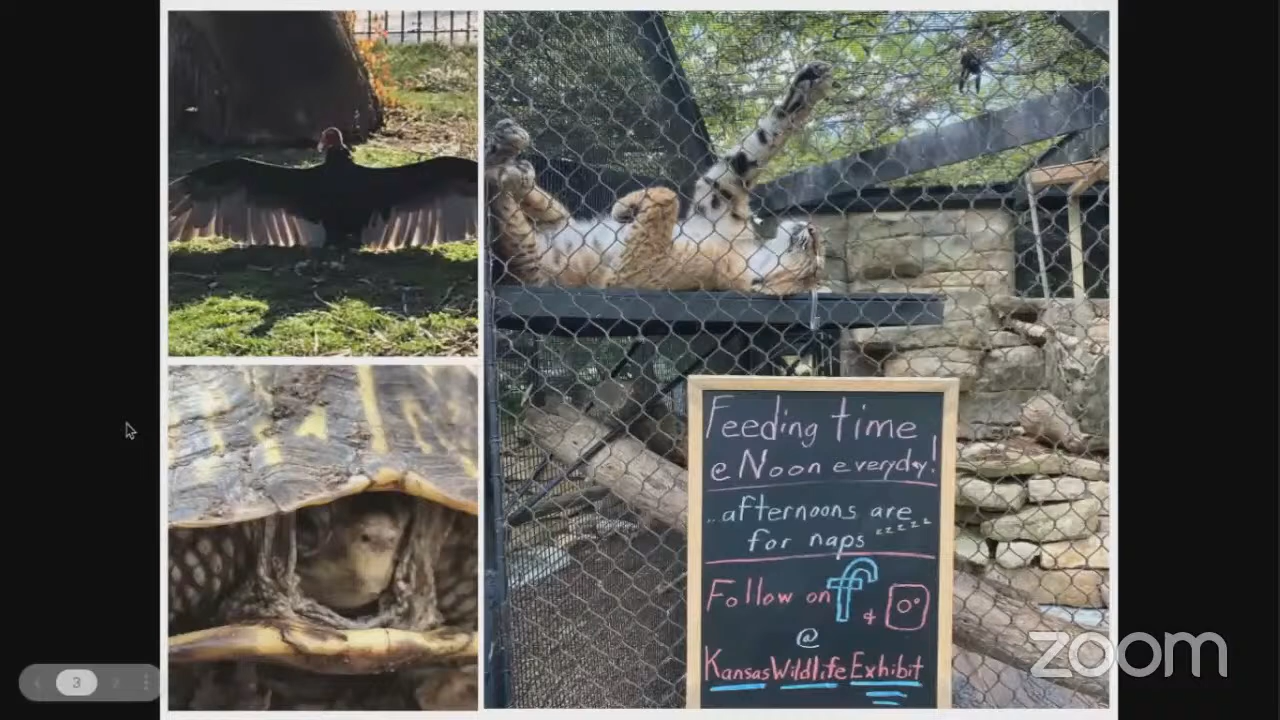 Feeding time
@ Noon everyday!
...afternoons are
for naps zzzzz
Follow on f &
@
KansasWildlifeExhibit
zoom
3